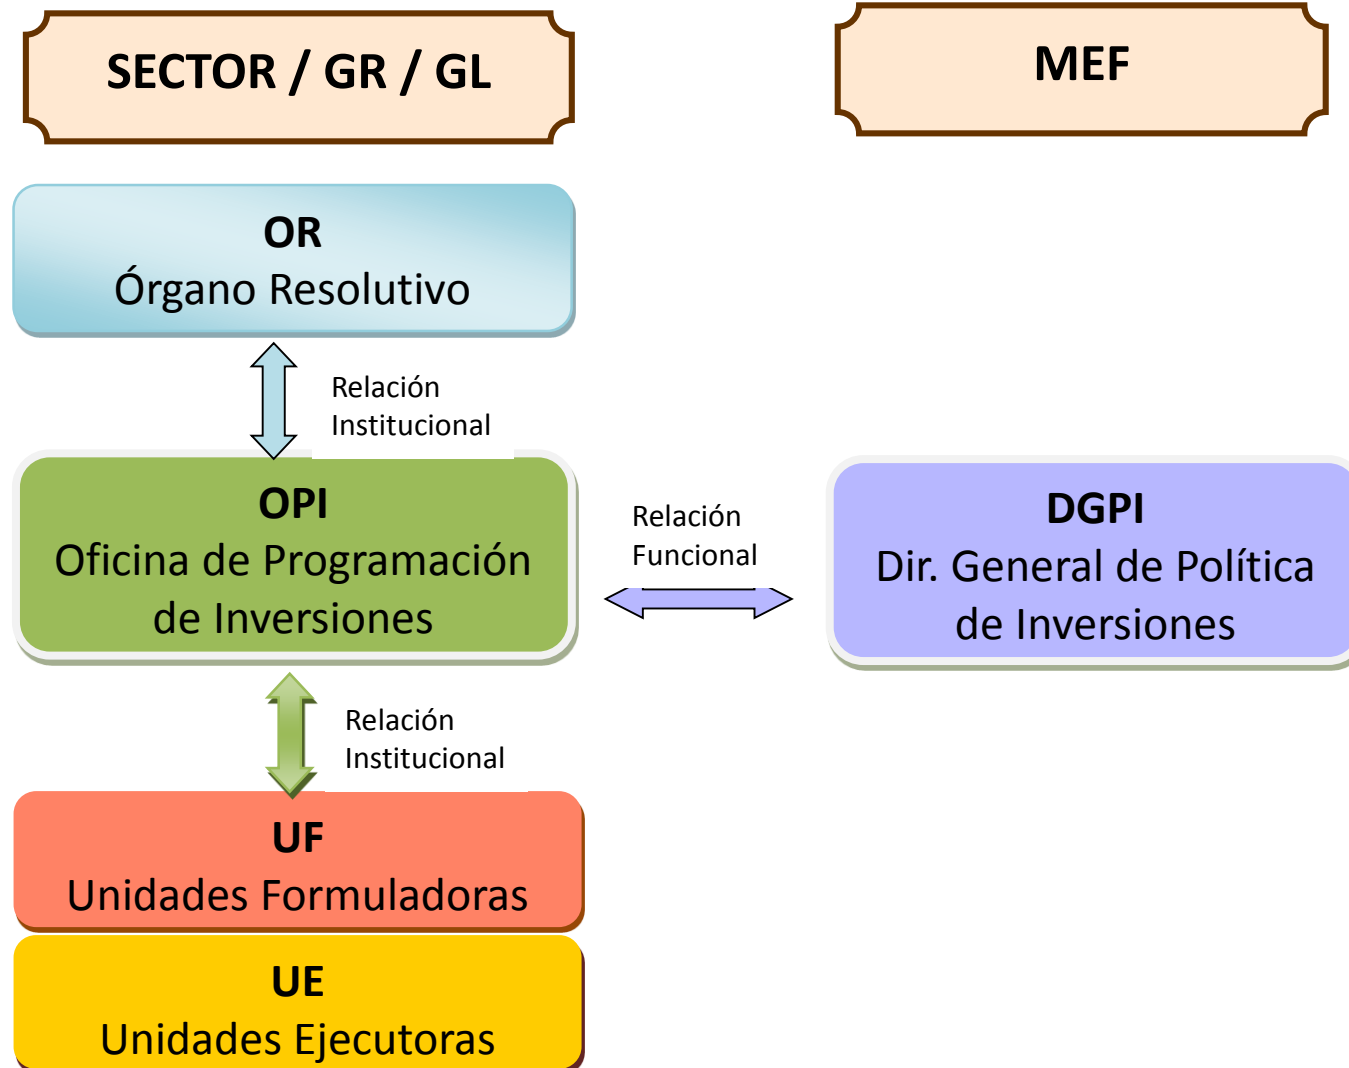 SECTOR / GR / GL
MEF
OR
Órgano Resolutivo
Relación
Institucional
OPI
Oficina de Programación
de Inversiones
Relación
Funcional
DGPI
Dir. General de Política
de Inversiones
Relación
Institucional
UF
Unidades Formuladoras
UE
Unidades Ejecutoras